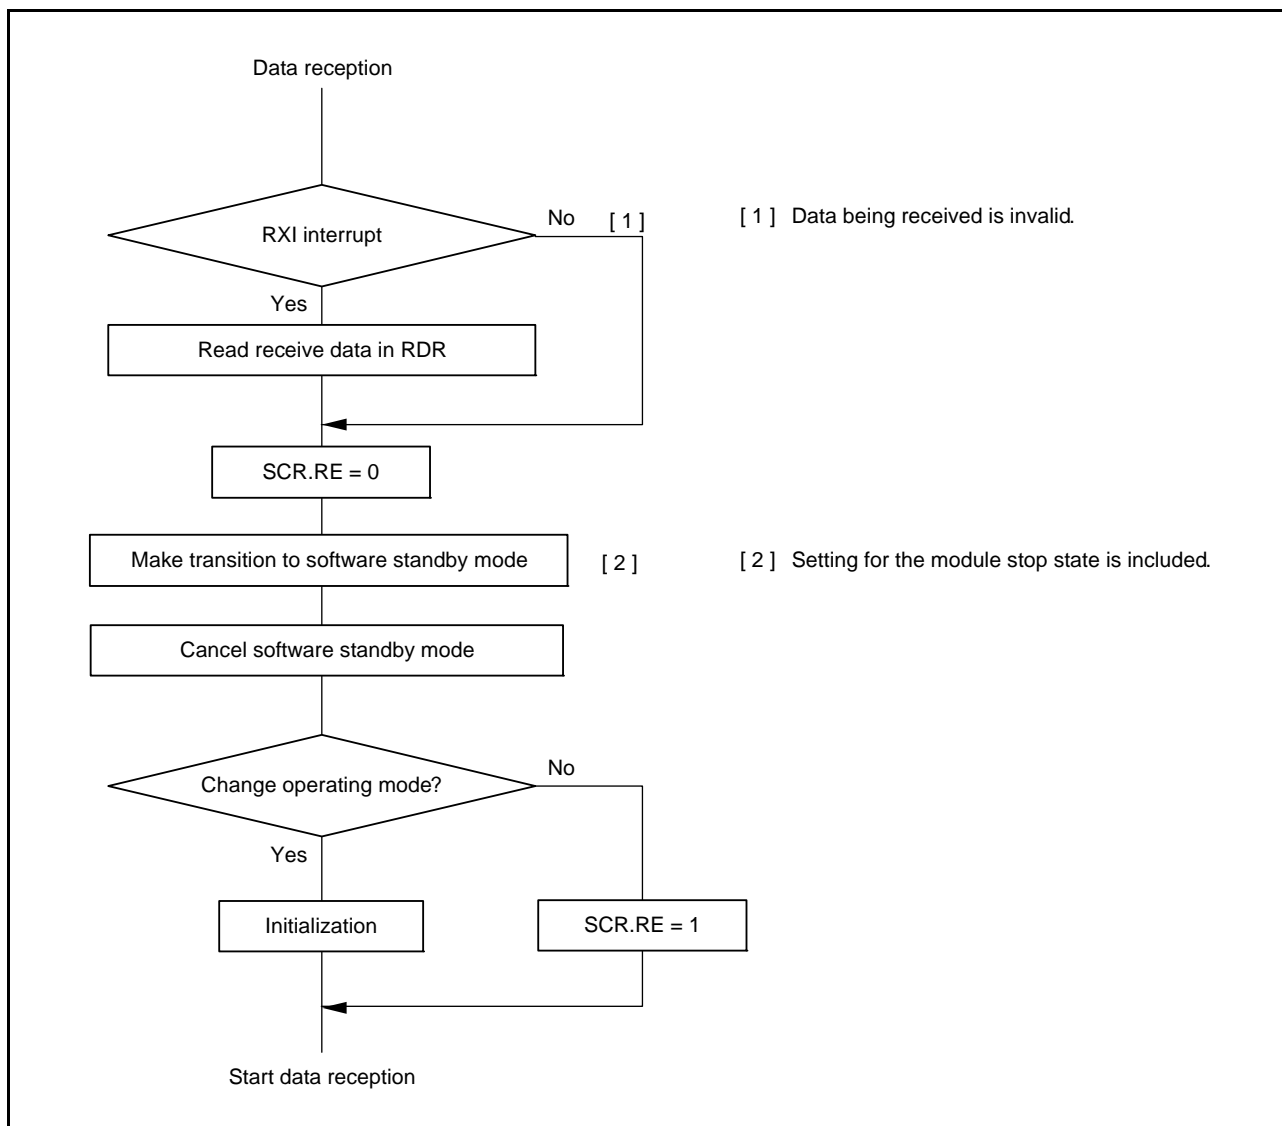 Data reception
No [ 1 ] [ 1 ] Data being received is invalid.
RXI interrupt
Yes
Read receive data in RDR
SCR.RE = 0
Make transition to software standby mode [ 2 ] [ 2 ] Setting for the module stop state is included.
Cancel software standby mode
No
Change operating mode?
Yes
Initialization SCR.RE = 1
Start data reception